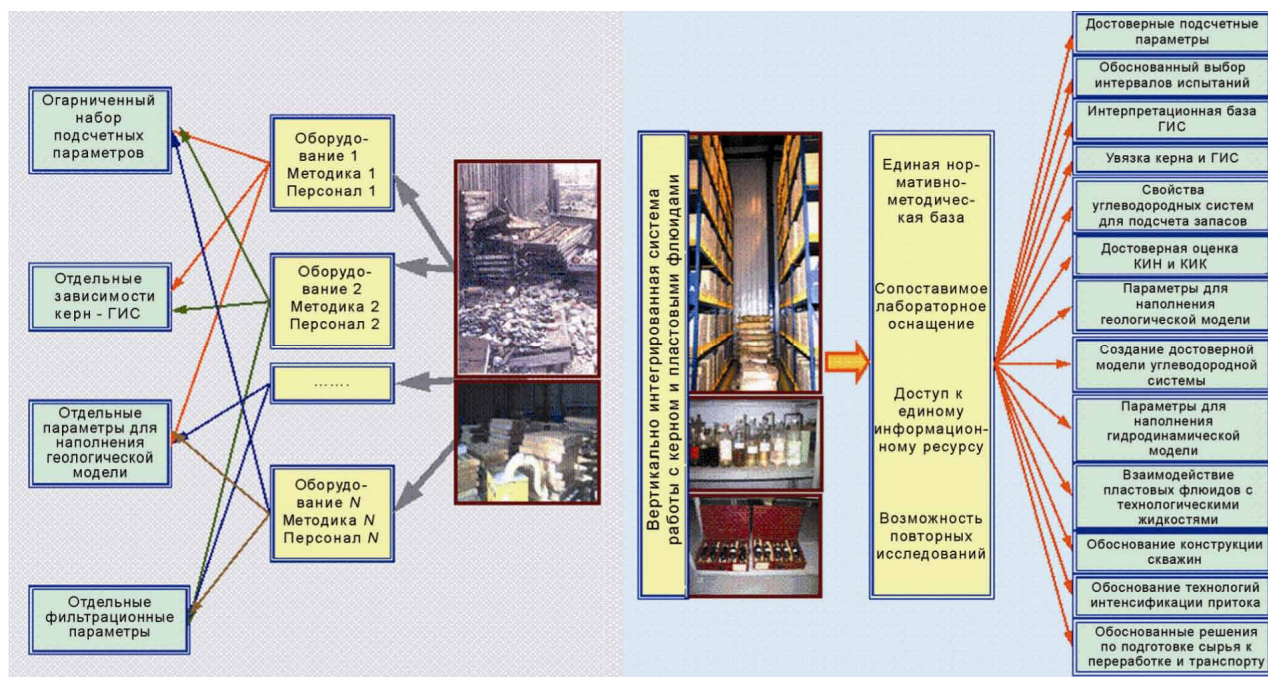 Огарниченный
набор
подсчетных
параметров
Отдельные
зависимости
керн - ГИС
Отдельные
параметры для
наполнения
геологической
модели
Отдельные
фильтрационные
параметры
Оборудо-
вание 1
Методика 1
Персонал 1
Оборудо-
вание 2
Методика 2
Персонал 2
.......
Оборудо-
вание N
Методика N
Персонал N
Вертикально интегрированная система
работы с керном и пластовыми флюидами
Единая нор-
мативно-
методичес-
кая база
Сопоставимое
лабораторное
оснащение
Доступ к
единому
информацион-
ному ресурсу
Возможность
повторных
исследований
Достоверные подсчетные
параметры
Обоснованный выбор
интервалов испытаний
Интерпретационная база
ГИС
Увязка керна и ГИС
Свойства
углеводородных систем
для подсчета запасов
Достоверная оценка
КИН и КИК
Параметры для
наполнения
геологической модели
Создание достоверной
модели углеводородной
системы
Параметры для
наполнения
гидродинамической
модели
Взаимодействие
пластовых флюидов с
технологическими
жидкостями
Обоснование конструкции
скважин
Обоснование технологий
интенсификации притока
Обоснованные решения
по подготовке сырья к
переработке и транспорту